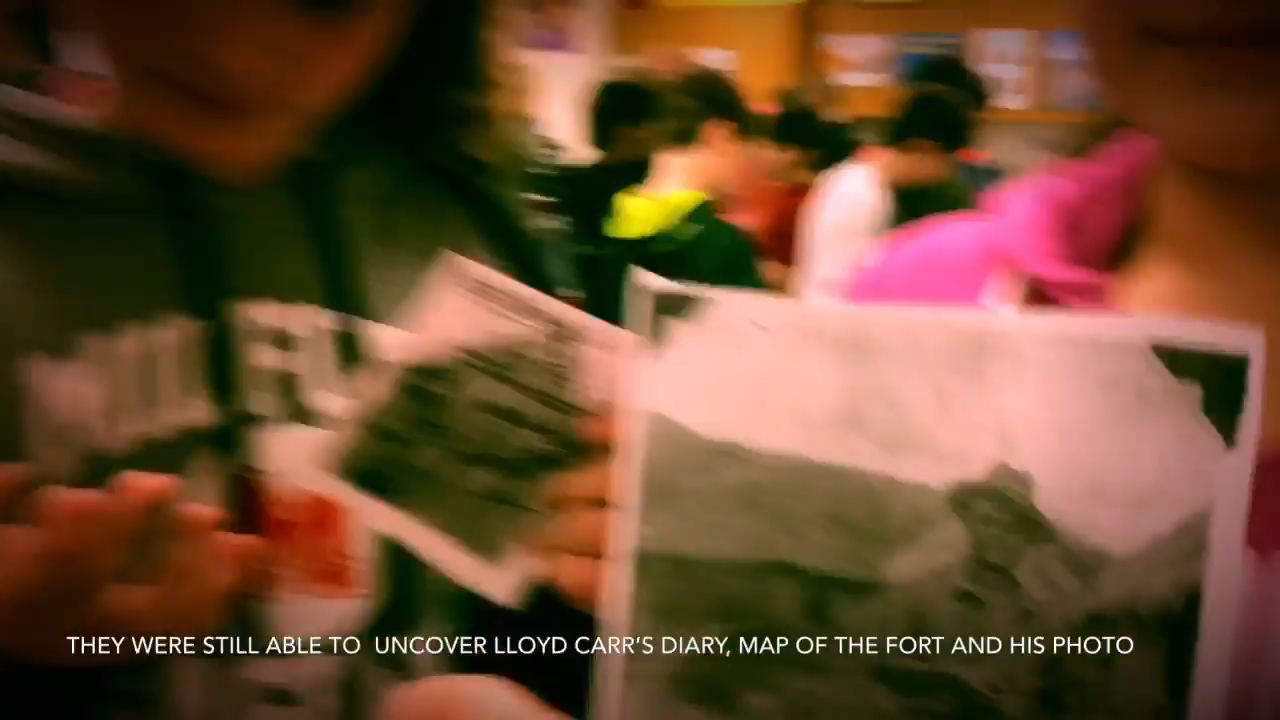 THEY WERE STILL ABLE TO  UNCOVER LLOYD CARR'S DIARY, MAP OF THE FORT AND HIS PHOTO